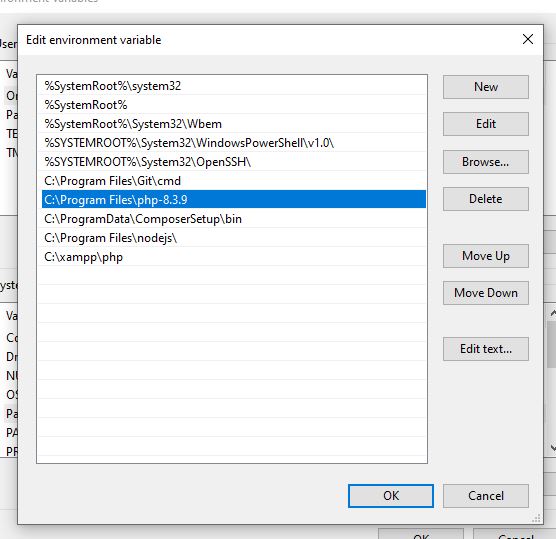 Edit environment variable
%SystemRoot%\system32
New
%SystemRoot%
%SystemRoot%\System32\Wbem
Edit
%SYSTEMROOT%\System32\WindowsPowerShell\v1.0\
%SYSTEMROOT%\System32\OpenSSH\
Browse...
C:\Program Files\Git\cmd
C:\Program Files\php-8.3.9
Delete
C:\ProgramData\ComposerSetup\bin
C:\Program Files\nodejs\
C:\xampp\php
Move Up
Move Down
Edit text...
OK
Cancel
OK
Cancel